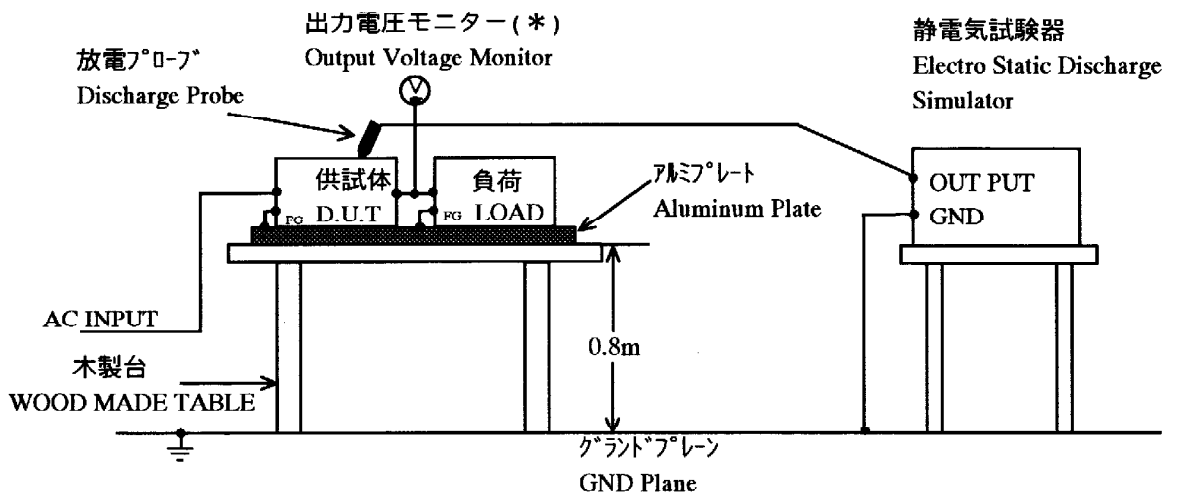 出力電圧モニター(＊)
Output Voltage Monitor
放電ﾌﾟﾛｰﾌﾞ
Discharge Probe
静電気試験器
Electro Static Discharge
Simulator
V
供試体
FG D.U.T
負荷
FG LOAD
ｱﾙﾐﾌﾟﾚｰﾄ
Aluminum Plate
OUT PUT
GND
AC INPUT
木製台
WOOD MADE TABLE
0.8m
ｸﾞﾗﾝﾄﾞﾌﾟﾚｰﾝ
GND Plane